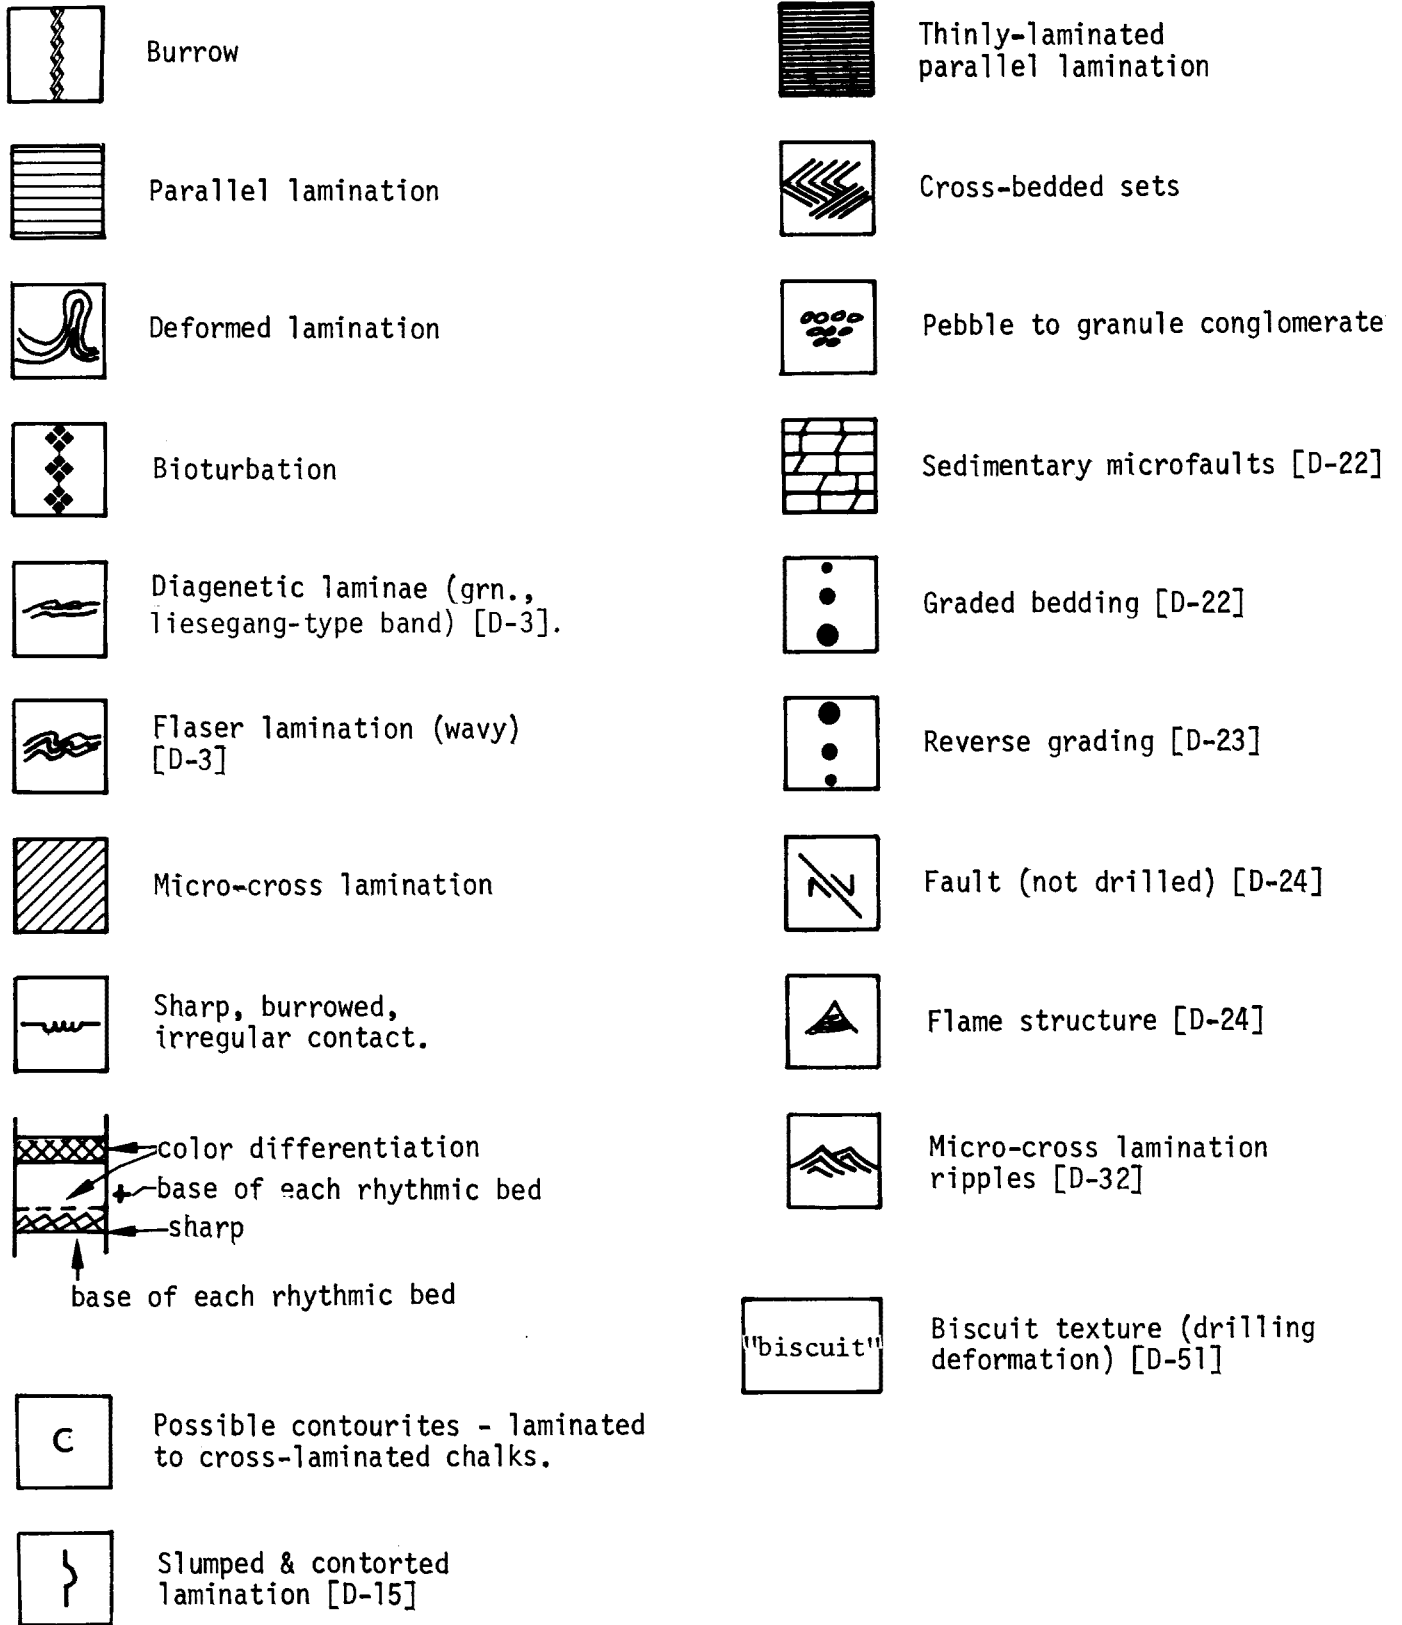 Burrow
Parallel lamination
Deformed lamination
Bioturbation
Diagenetic laminae (grn.,
liesegang-type band) [D-3].
Flaser lamination (wavy)
[D-3]
Micro-cross lamination
Sharp, burrowed,
irregular contact.
color differentiation
+ base of each rhythmic bed
sharp
base of each rhythmic bed
C
Possible contourites - laminated
to cross-laminated chalks.
Slumped & contorted
lamination [D-15]
Thinly-laminated
parallel lamination
Cross-bedded sets
Pebble to granule conglomerate
Sedimentary microfaults [D-22]
Graded bedding [D-22]
Reverse grading [D-23]
Fault (not drilled) [D-24]
Flame structure [D-24]
Micro-cross lamination
ripples [D-32]
"biscuit"
Biscuit texture (drilling
deformation) [D-51]